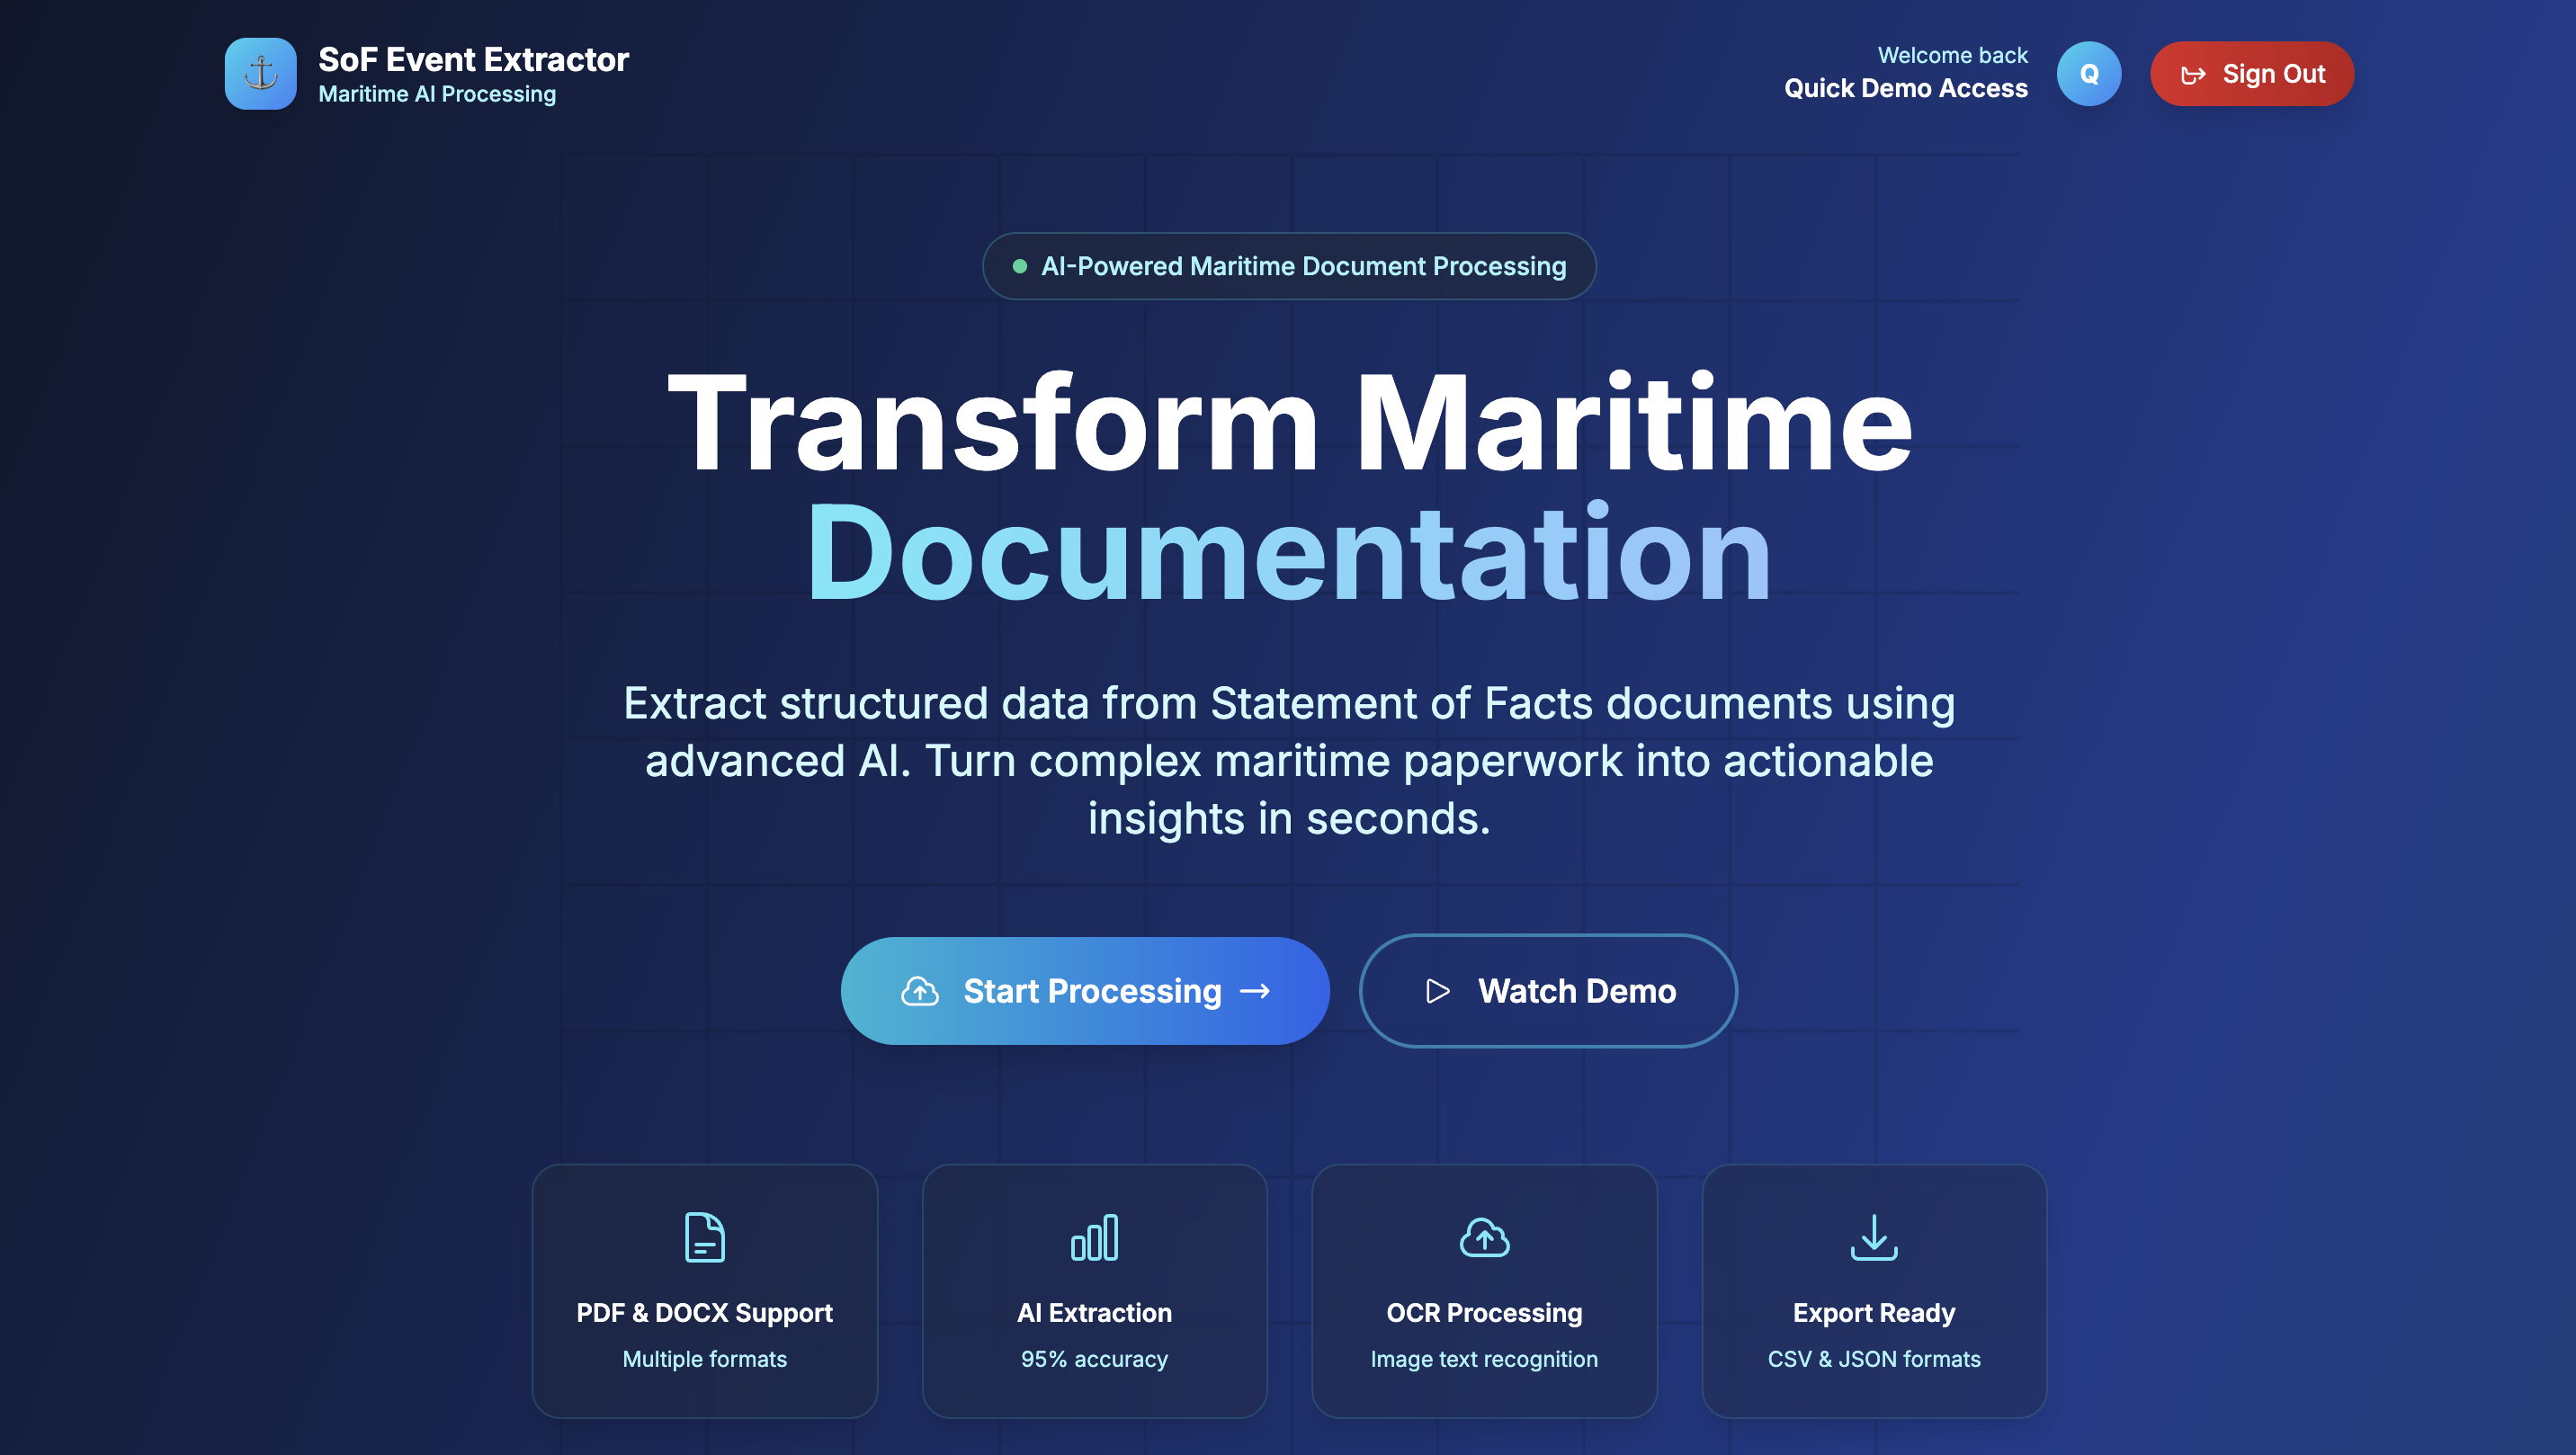 SoF Event Extractor
Maritime AI Processing
Welcome back
Quick Demo Access
Q
Sign Out
AI-Powered Maritime Document Processing
Transform Maritime
Documentation
Extract structured data from Statement of Facts documents using
advanced AI. Turn complex maritime paperwork into actionable
insights in seconds.
Start Processing
Watch Demo
PDF & DOCX Support
Multiple formats
AI Extraction
95% accuracy
OCR Processing
Image text recognition
Export Ready
CSV & JSON formats